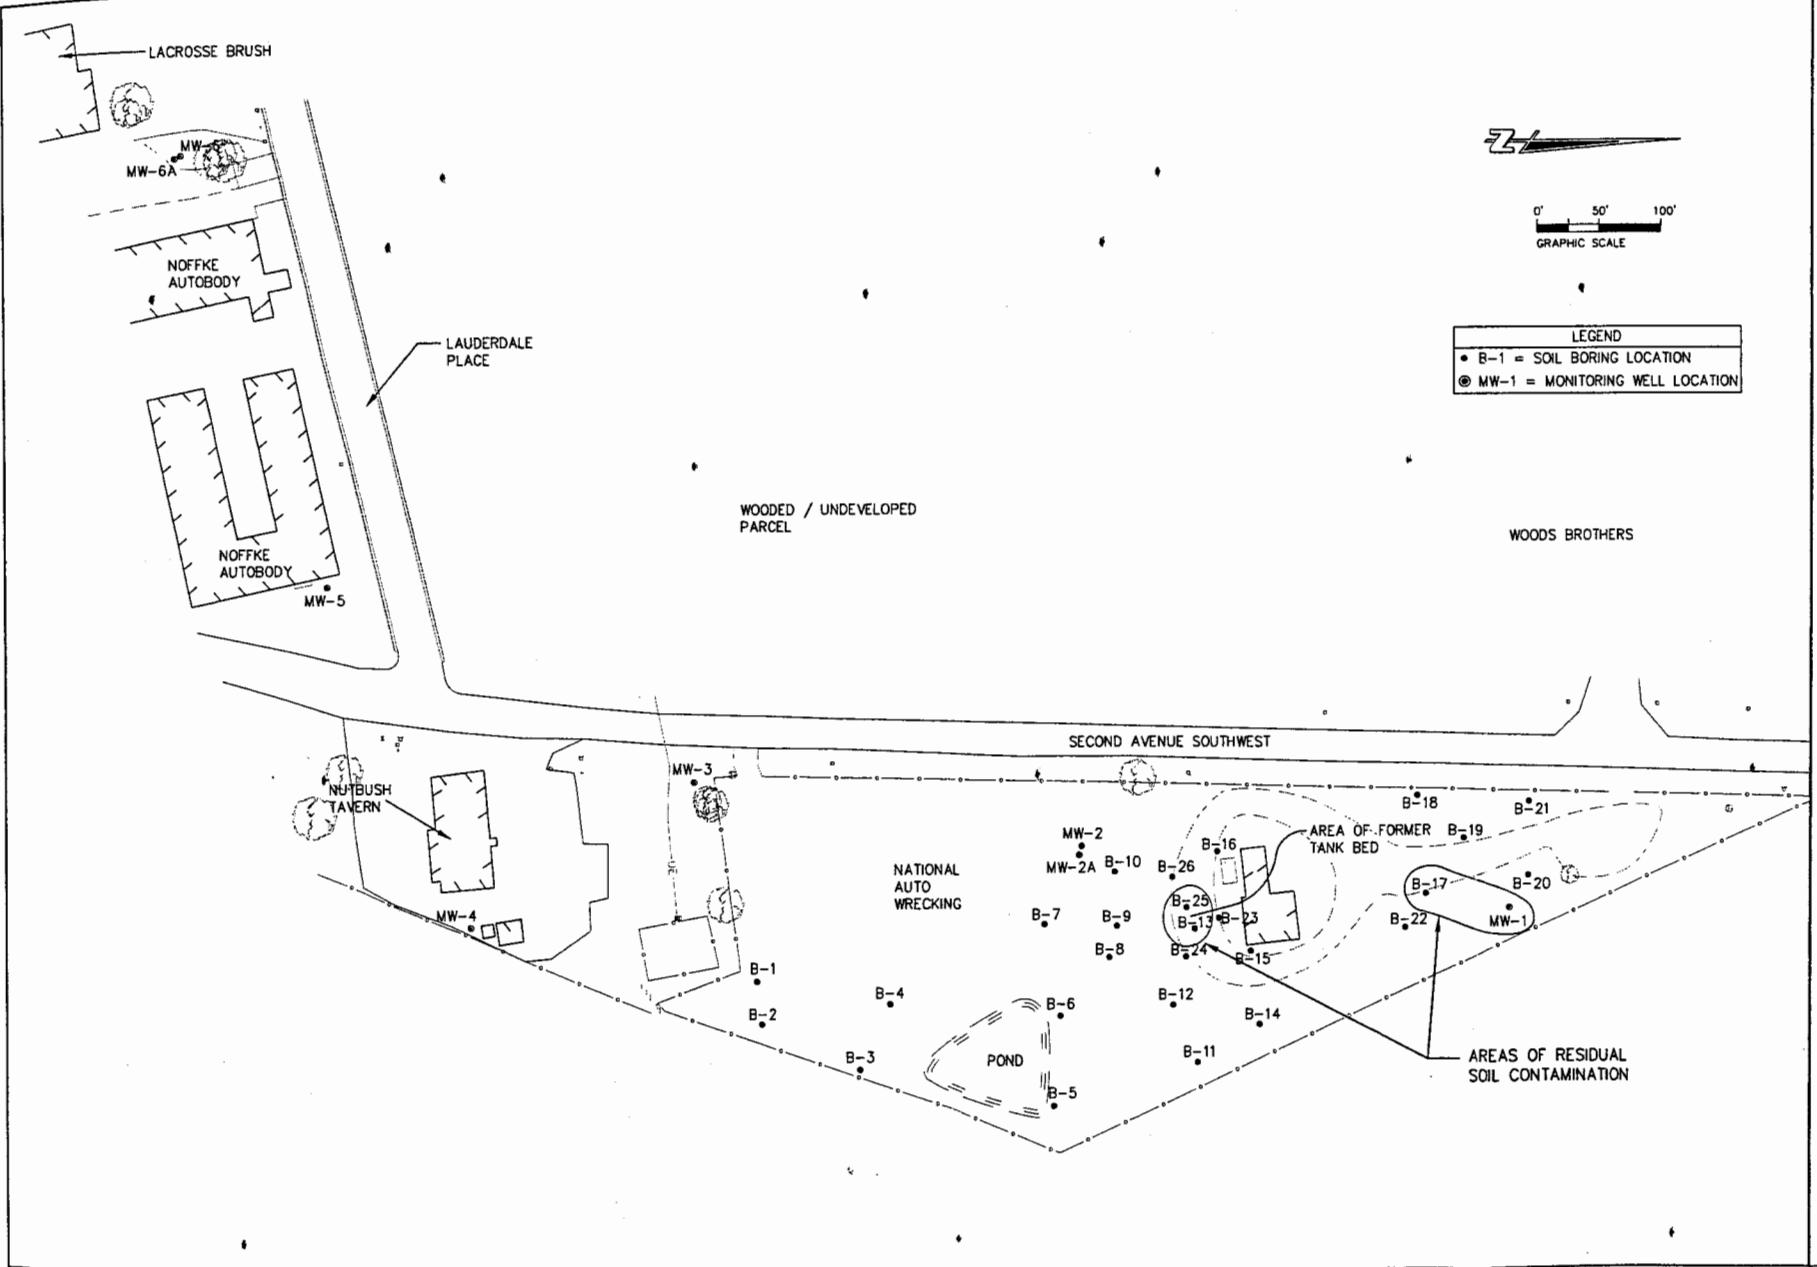 LACROSSE BRUSH
MW-6
MW-6A
NOFFKE
AUTOBODY
LAUDERDALE
PLACE
NOFFKE
AUTOBODY
MW-5
Z
0' 50' 100'
GRAPHIC SCALE
LEGEND
B-1 = SOIL BORING LOCATION
MW-1 = MONITORING WELL LOCATION
WOODED / UNDEVELOPED
PARCEL
WOODS BROTHERS
SECOND AVENUE SOUTHWEST
NUTBUSH
TAVERN
MW-3
MW-4
MW-2
MW-2A
B-10
NATIONAL
AUTO
WRECKING
B-7
B-9
B-8
B-26
B-16
AREA OF FORMER
TANK BED
B-25
B-13
B-23
B-24
B-15
B-18
B-21
B-19
B-17
B-20
B-22
MW-1
B-1
B-2
B-4
B-3
B-6
POND
B-5
B-12
B-14
B-11
AREAS OF RESIDUAL
SOIL CONTAMINATION